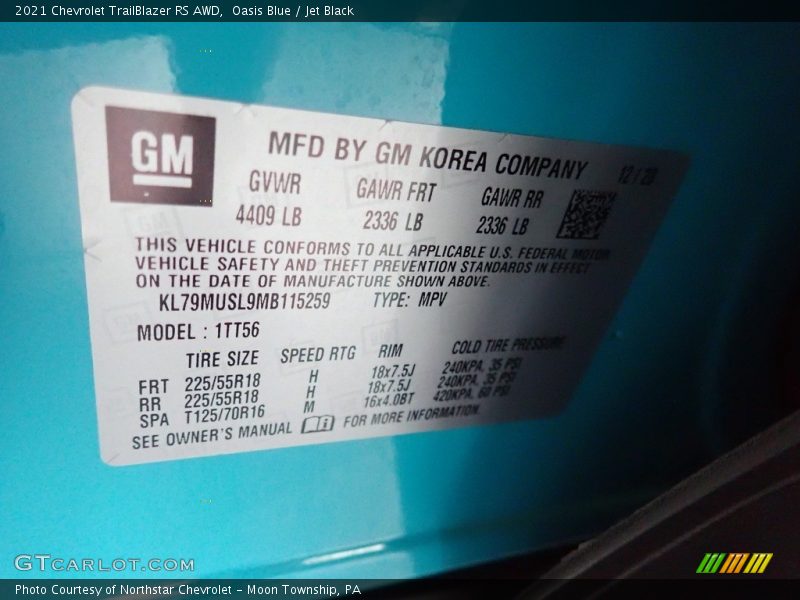 2021 Chevrolet TrailBlazer RS AWD,  Oasis Blue / Jet Black
GM
MFD BY GM KOREA COMPANY 12/20
GVWR GAWR FRT GAWR RR
4409 LB 2336 LB 2336 LB
THIS VEHICLE CONFORMS TO ALL APPLICABLE U.S. FEDERAL MOTOR
VEHICLE SAFETY AND THEFT PREVENTION STANDARDS IN EFFECT
ON THE DATE OF MANUFACTURE SHOWN ABOVE.
KL79MUSL9MB115259 TYPE: MPV
MODEL : 1TT56
TIRE SIZE SPEED RTG RIM COLD TIRE PRESSURE
FRT 225/55R18 H 18x7.5J 240KPA, 35 PSI
RR 225/55R18 H 18x7.5J 240KPA, 35 PSI
SPA T125/70R16 M 16x4.0BT 420KPA, 60 PSI
SEE OWNER'S MANUAL FOR MORE INFORMATION.
GTCARLOT.COM
Photo Courtesy of Northstar Chevrolet - Moon Township, PA